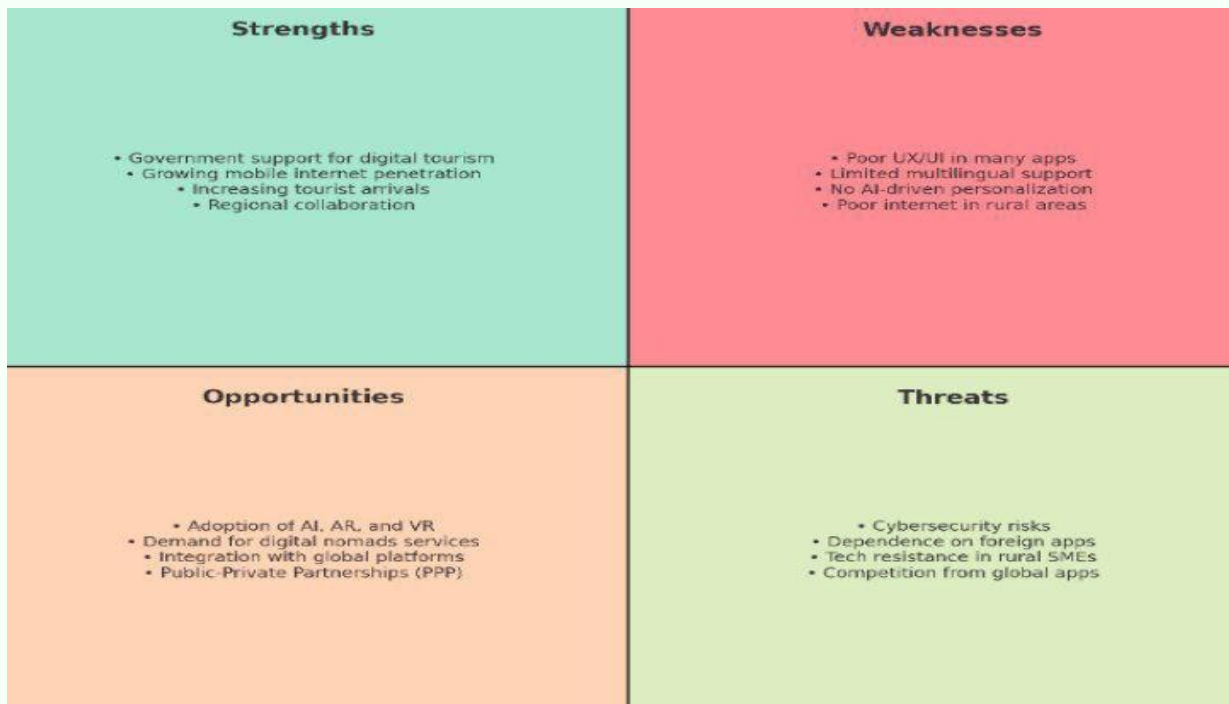 Strengths
• Government support for digital tourism
• Growing mobile internet penetration
• Increasing tourist arrivals
• Regional collaboration
Weaknesses
• Poor UX/UI in many apps
• Limited multilingual support
• No AI-driven personalization
• Poor internet in rural areas
Opportunities
• Adoption of AI, AR, and VR
• Demand for digital nomads services
• Integration with global platforms
• Public-Private Partnerships (PPP)
Threats
• Cybersecurity risks
• Dependence on foreign apps
• Tech resistance in rural SMEs
• Competition from global apps